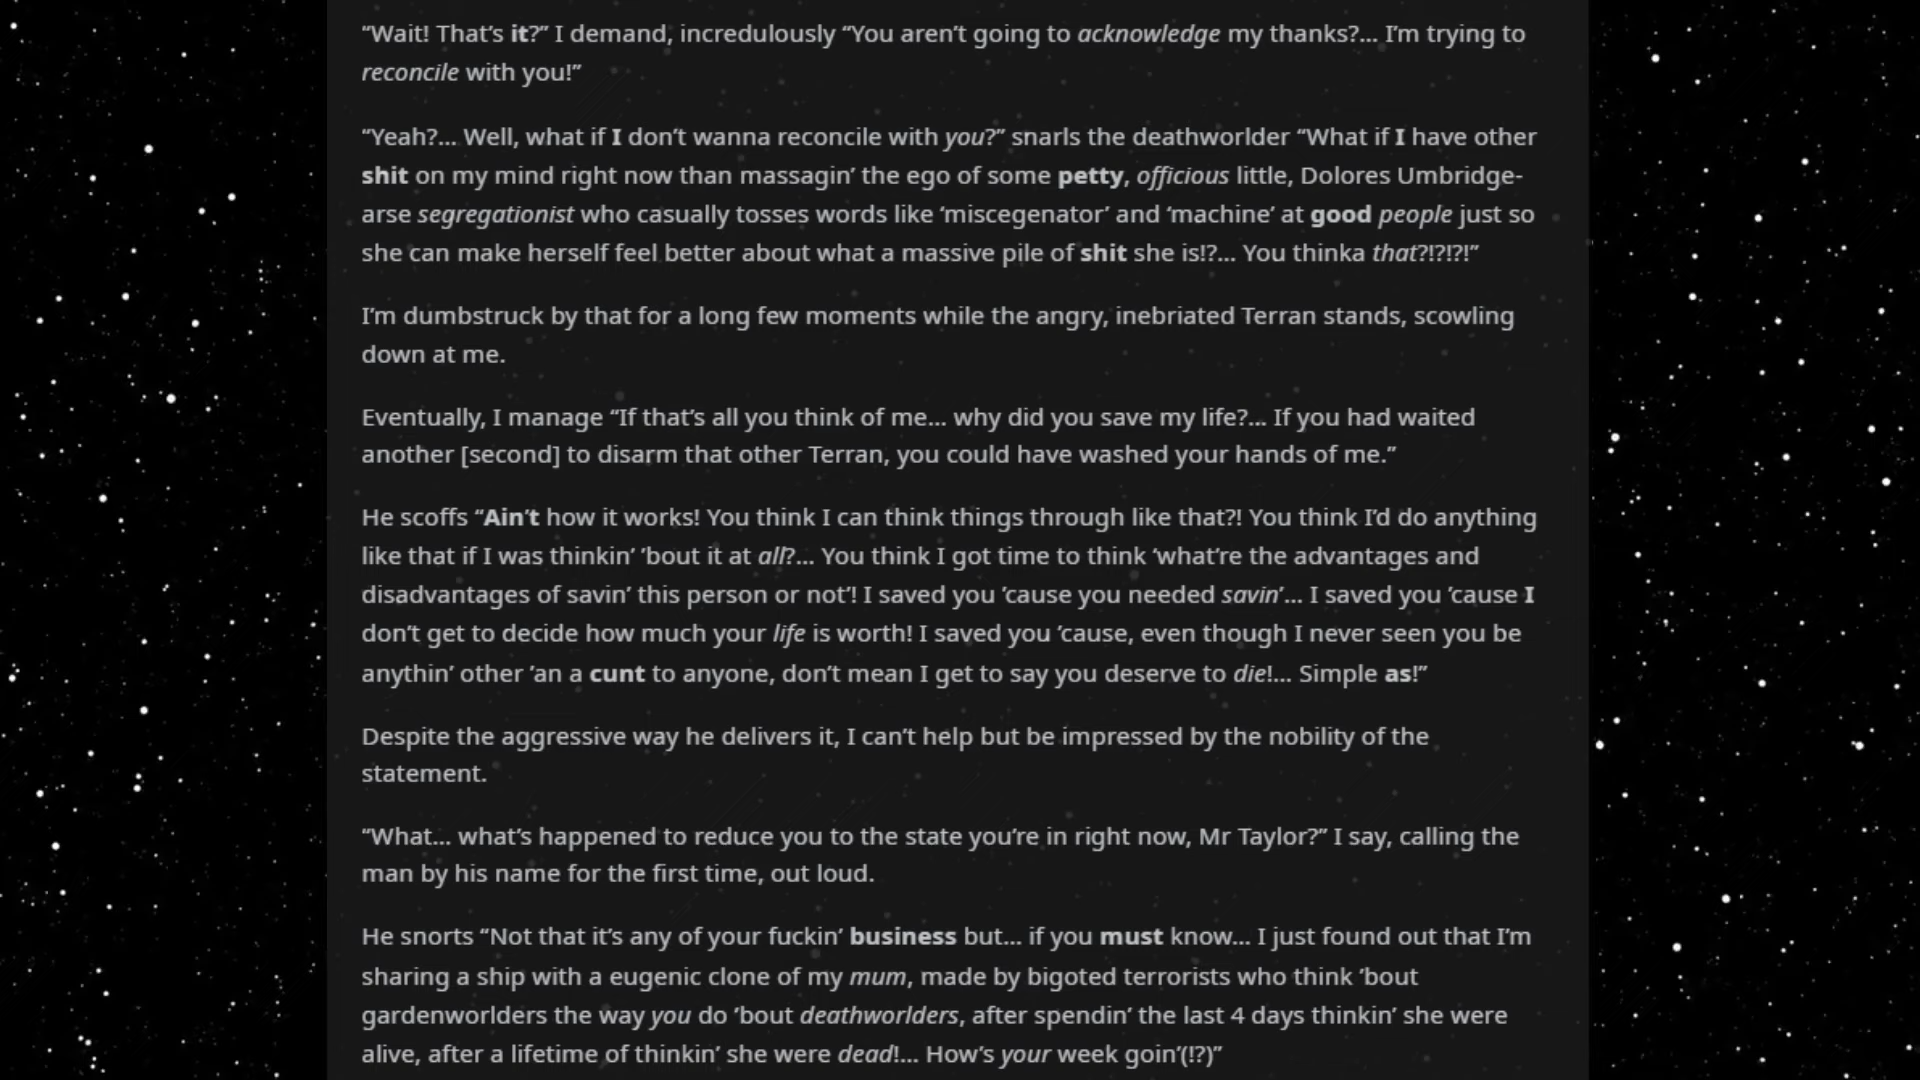 “Wait! That’s it?” I demand, incredulously “You aren’t going to acknowledge my thanks?... I’m trying to
reconcile with you!”
“Yeah?... Well, what if I don’t wanna reconcile with you?” snarls the deathworlder “What if I have other
shit on my mind right now than massagin’ the ego of some petty, officious little, Dolores Umbridge-
arse segregationist who casually tosses words like ‘miscegenator’ and ‘machine’ at good people just so
she can make herself feel better about what a massive pile of shit she is!?... You thinka that?!?!?!”
I’m dumbstruck by that for a long few moments while the angry, inebriated Terran stands, scowling
down at me.
Eventually, I manage “If that’s all you think of me... why did you save my life?... If you had waited
another [second] to disarm that other Terran, you could have washed your hands of me.”
He scoffs “Ain’t how it works! You think I can think things through like that?! You think I’d do anything
like that if I was thinkin’ ’bout it at all?... You think I got time to think ‘what’re the advantages and
disadvantages of savin’ this person or not’! I saved you ’cause you needed savin’... I saved you ’cause I
don’t get to decide how much your life is worth! I saved you ’cause, even though I never seen you be
anythin’ other ’an a cunt to anyone, don’t mean I get to say you deserve to die!... Simple as!”
Despite the aggressive way he delivers it, I can’t help but be impressed by the nobility of the
statement.
“What... what’s happened to reduce you to the state you’re in right now, Mr Taylor?” I say, calling the
man by his name for the first time, out loud.
He snorts “Not that it’s any of your fuckin’ business but... if you must know... I just found out that I’m
sharing a ship with a eugenic clone of my mum, made by bigoted terrorists who think ’bout
gardenworlders the way you do ‘bout deathworlders, after spendin’ the last 4 days thinkin’ she were
alive, after a lifetime of thinkin’ she were dead!... How’s your week goin’(!?)”